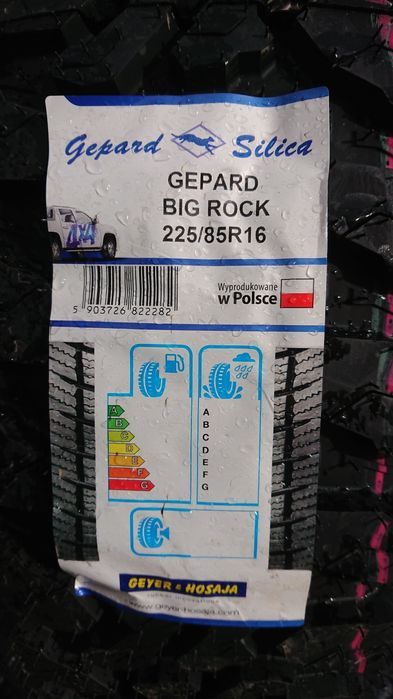 Gepard Silica
GEPARD
BIG ROCK
225/85R16
4x4
Wyprodukowane
w Polsce
5 903726 822282
A
B
C
D
E
F
G
A
B
C
D
E
F
G
GEYER & HOSAJA
www.geyer-hosaja.com